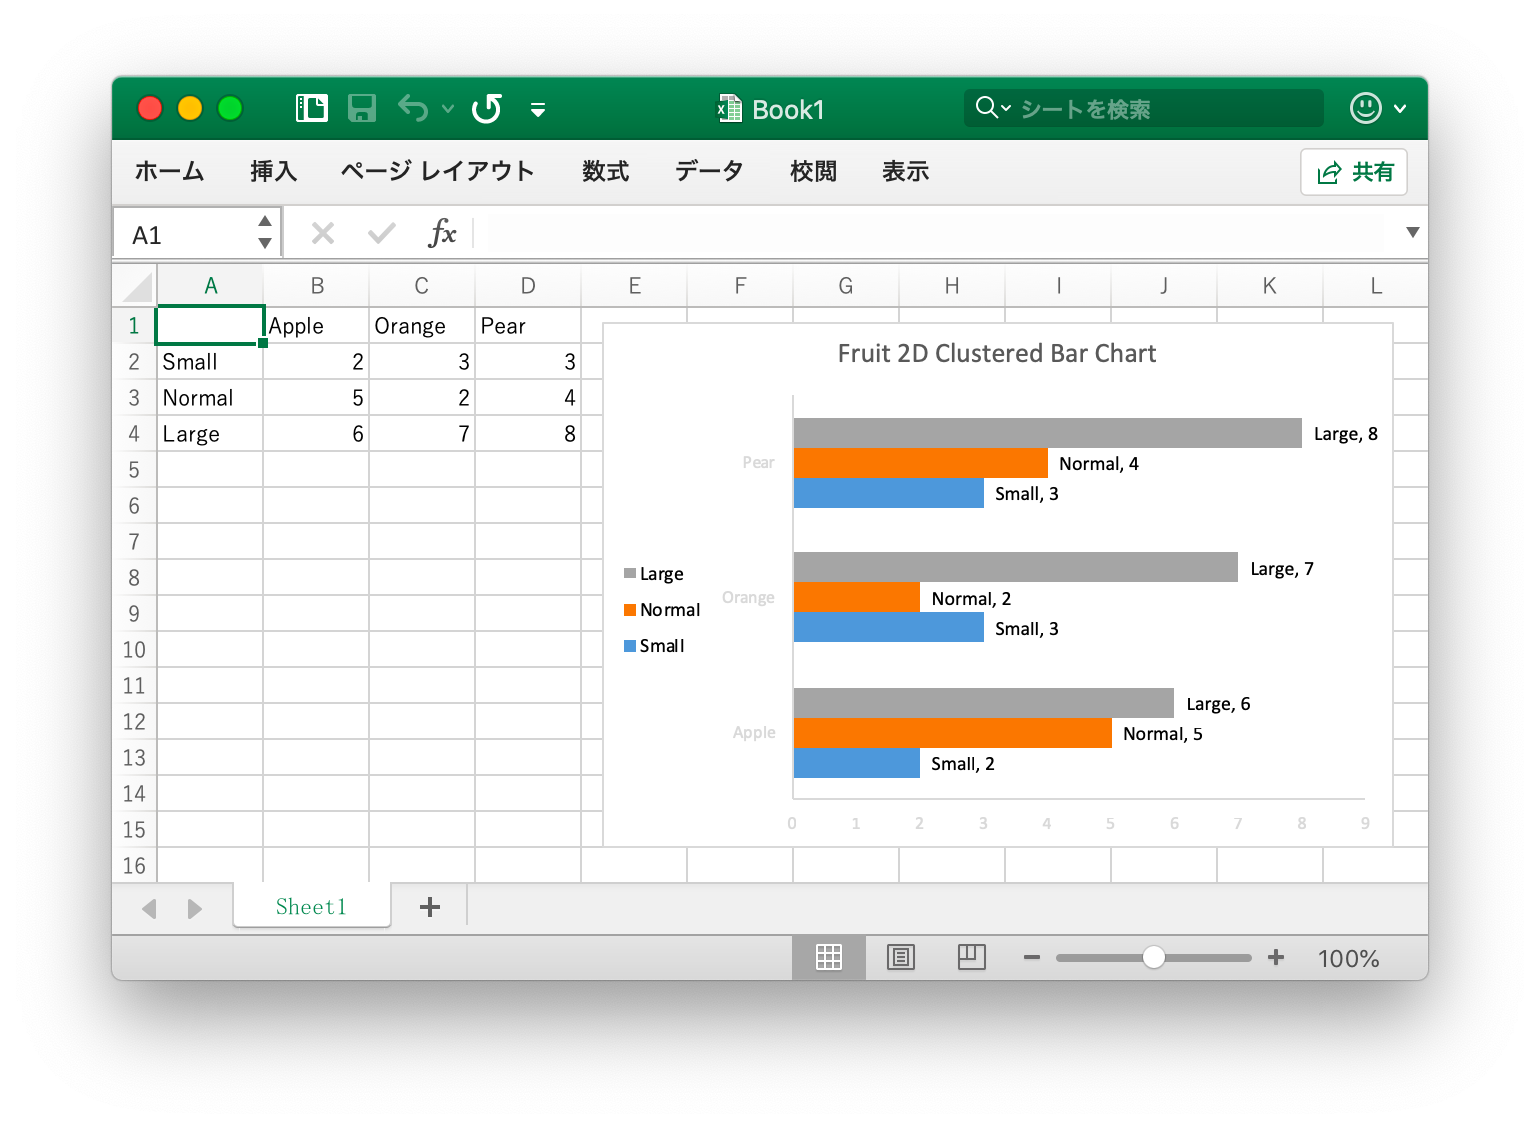 Book1
シートを検索
ホーム 挿入 ページ レイアウト 数式 データ 校閲 表示 共有
A1 fx
A B C D E F G H I J K L
1 Apple Orange Pear
2 Small 2 3 3
3 Normal 5 2 4
4 Large 6 7 8
5
6
7
8
9
10
11
12
13
14
15
16
Fruit 2D Clustered Bar Chart
Large, 8
Pear
Normal, 4
Small, 3
Large, 7
Orange
Normal, 2
Small, 3
Large
Normal
Small
Large, 6
Apple
Normal, 5
Small, 2
0 1 2 3 4 5 6 7 8 9
Sheet1
100%